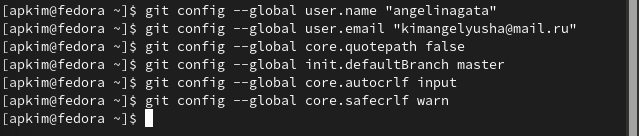 [apkim@fedora ~]$ git config --global user.name "angelinagata"
[apkim@fedora ~]$ git config --global user.email "kimangelyusha@mail.ru"
[apkim@fedora ~]$ git config --global core.quotepath false
[apkim@fedora ~]$ git config --global init.defaultBranch master
[apkim@fedora ~]$ git config --global core.autocrlf input
[apkim@fedora ~]$ git config --global core.safecrlf warn
[apkim@fedora ~]$